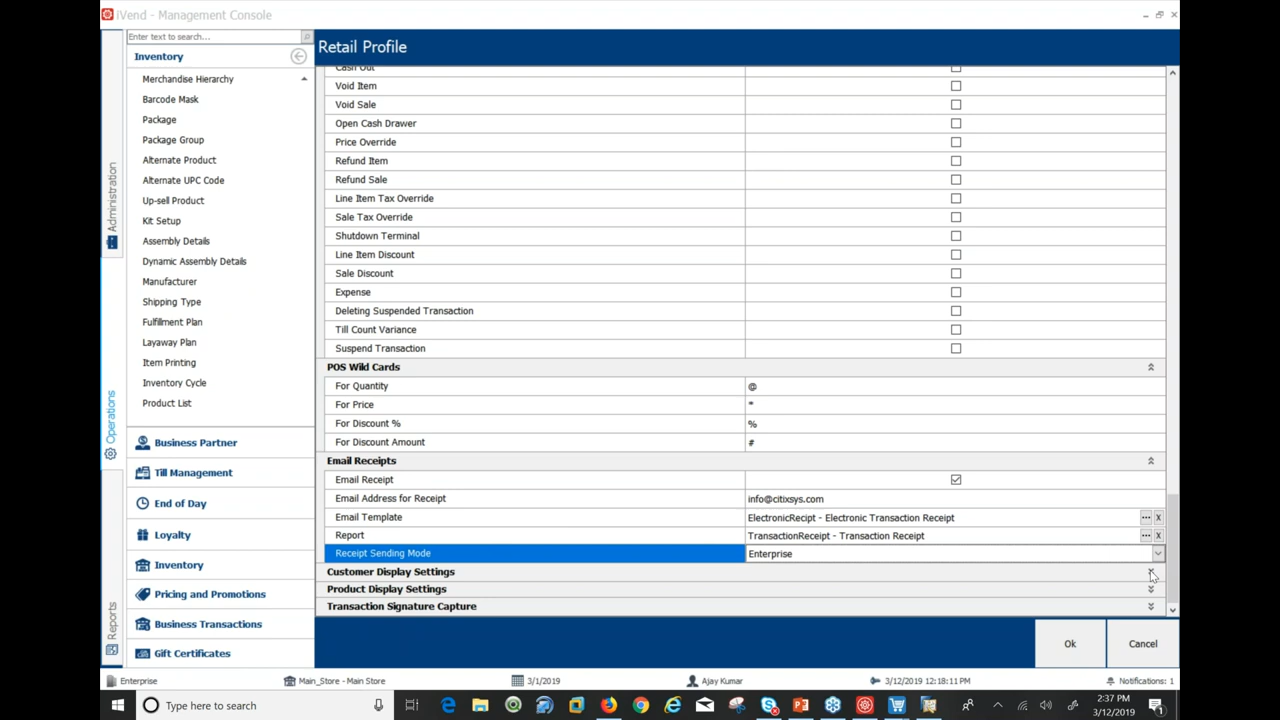 iVend - Management Console
Enter text to search...
Retail Profile
Inventory
Merchandise Hierarchy
Barcode Mask
Package
Package Group
Alternate Product
Alternate UPC Code
Up-sell Product
Kit Setup
Assembly Details
Dynamic Assembly Details
Manufacturer
Shipping Type
Fulfillment Plan
Layaway Plan
Item Printing
Inventory Cycle
Product List
Business Partner
Till Management
End of Day
Loyalty
Inventory
Pricing and Promotions
Business Transactions
Gift Certificates
Administration
Operations
Reports
Cash Out
Void Item
Void Sale
Open Cash Drawer
Price Override
Refund Item
Refund Sale
Line Item Tax Override
Sale Tax Override
Shutdown Terminal
Line Item Discount
Sale Discount
Expense
Deleting Suspended Transaction
Till Count Variance
Suspend Transaction
POS Wild Cards
For Quantity @
For Price *
For Discount % %
For Discount Amount #
Email Receipts
Email Receipt
Email Address for Receipt info@citixsys.com
Email Template ElectronicRecipt - Electronic Transaction Receipt ... X
Report TransactionReceipt - Transaction Receipt ... X
Receipt Sending Mode Enterprise
Customer Display Settings
Product Display Settings
Transaction Signature Capture
Ok Cancel
Enterprise Main_Store - Main Store 3/1/2019 Ajay Kumar 3/12/2019 12:18:11 PM Notifications: 1
Type here to search
2:37 PM
3/12/2019